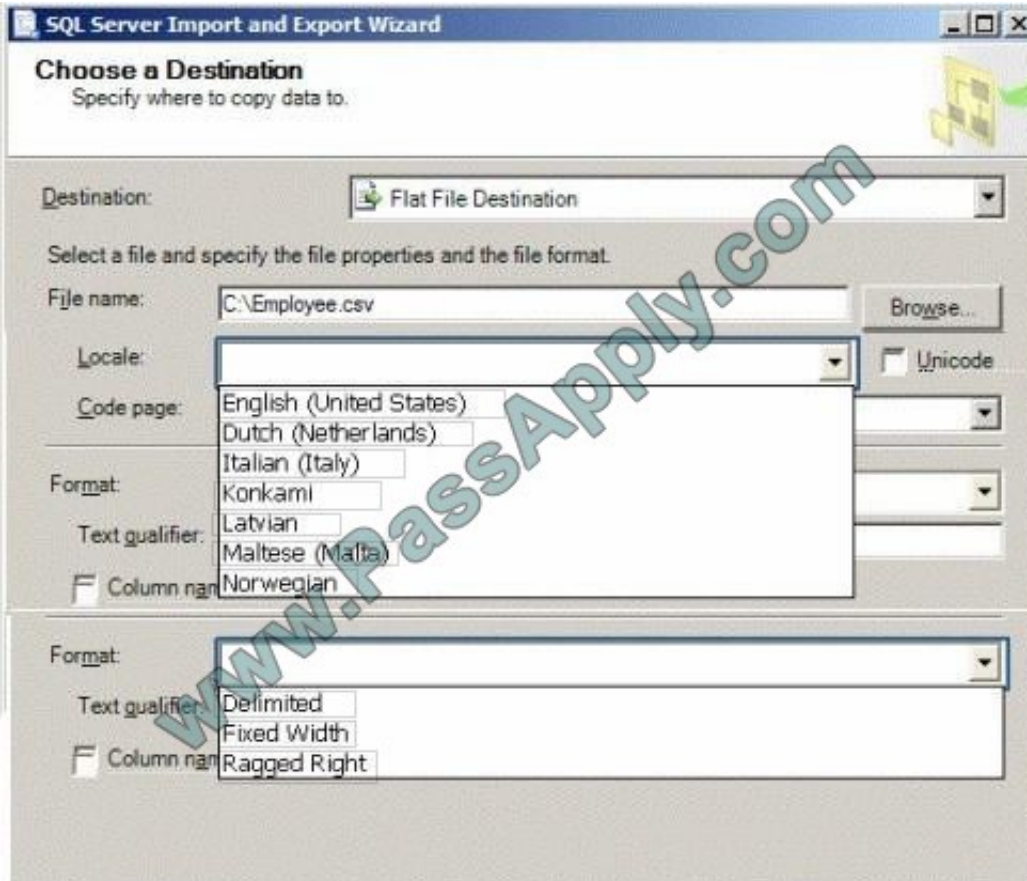 SQL Server Import and Export Wizard
Choose a Destination
Specify where to copy data to.
Destination:
Flat File Destination
Select a file and specify the file properties and the file format.
File name:
C:\Employee.csv
Browse...
Locale:
Unicode
Code page:
English (United States)
Dutch (Netherlands)
Italian (Italy)
Konkami
Latvian
Maltese (Malta)
Norwegian
Format:
Text qualifier:
Column nan
Format:
Text qualifier:
Column nan
Delimited
Fixed Width
Ragged Right
www.PassApply.com